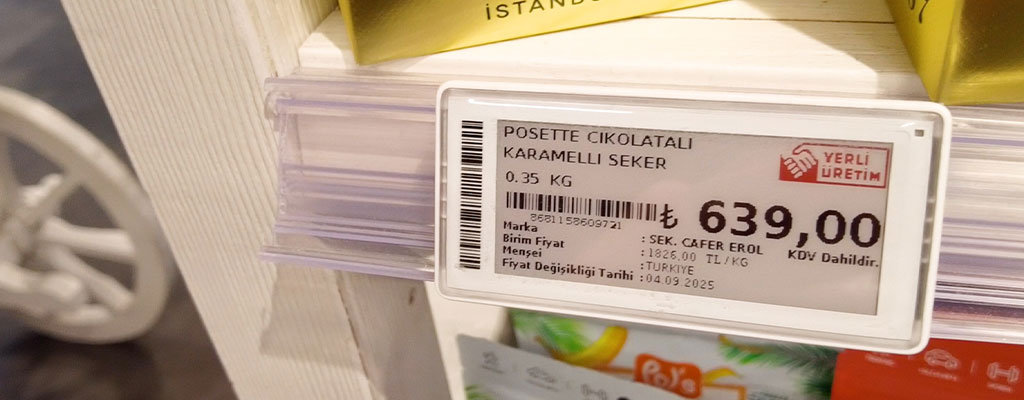 İSTANBUL
POSETTE CIKOLATALI
KARAMELLI SEKER
0.35 KG
YERLİ
ÜRETİM
8681158609721
₺ 639,00
KDV Dahildir.
Marka : SEK. CAFER EROL
Birim Fiyat : 1826,00 TL/KG
Menşei : TURKIYE
Fiyat Değişikliği Tarihi : 04.09.2025